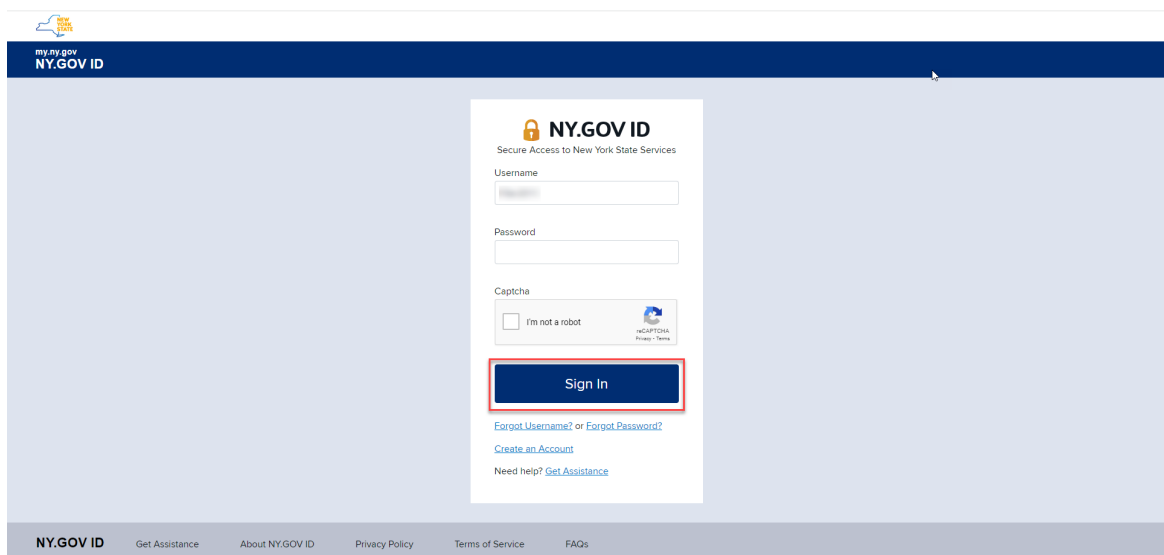 NEW
YORK
STATE
my.ny.gov
NY.GOV ID
NY.GOV ID
Secure Access to New York State Services
Username
Password
Captcha
I'm not a robot
reCAPTCHA
Privacy - Terms
Sign In
Forgot Username? or Forgot Password?
Create an Account
Need help? Get Assistance
NY.GOV ID Get Assistance About NY.GOV ID Privacy Policy Terms of Service FAQs